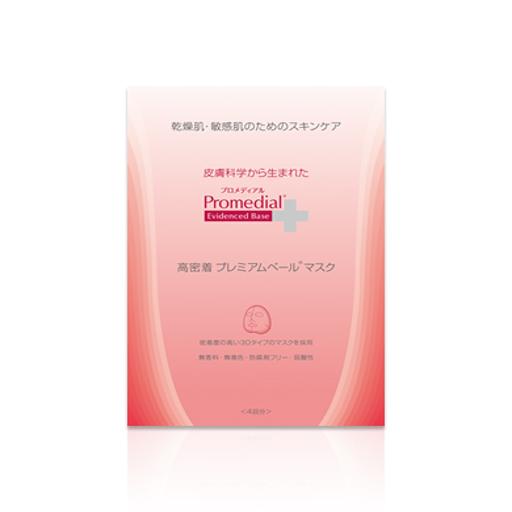 乾燥肌・敏感肌のためのスキンケア
皮膚科学から生まれた
プロメディアル
Promedial®
Evidenced Base
高密着 プレミアムベール®マスク
密着度の高い3Dタイプのマスクを採用
無香料・無着色・防腐剤フリー・弱酸性
<4回分>